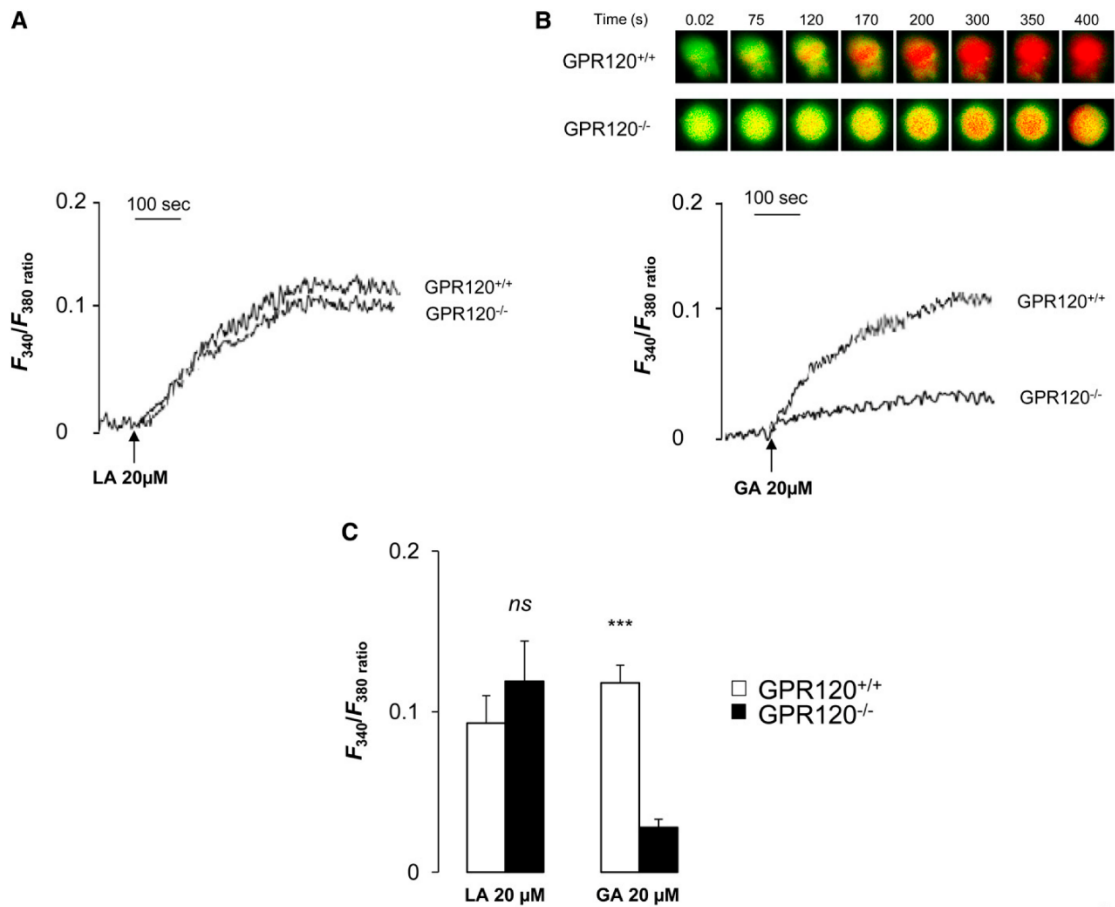 A
B
Time (s) 0.02 75 120 170 200 300 350 400
GPR120+/+
GPR120-/-
0.2
100 sec
0.1
0
F340/F380 ratio
GPR120+/+
GPR120-/-
LA 20µM
0.2
100 sec
0.1
0
F340/F380 ratio
GPR120+/+
GPR120-/-
GA 20µM
C
0.2
0.1
0
F340/F380 ratio
ns
***
GPR120+/+
GPR120-/-
LA 20 µM GA 20 µM